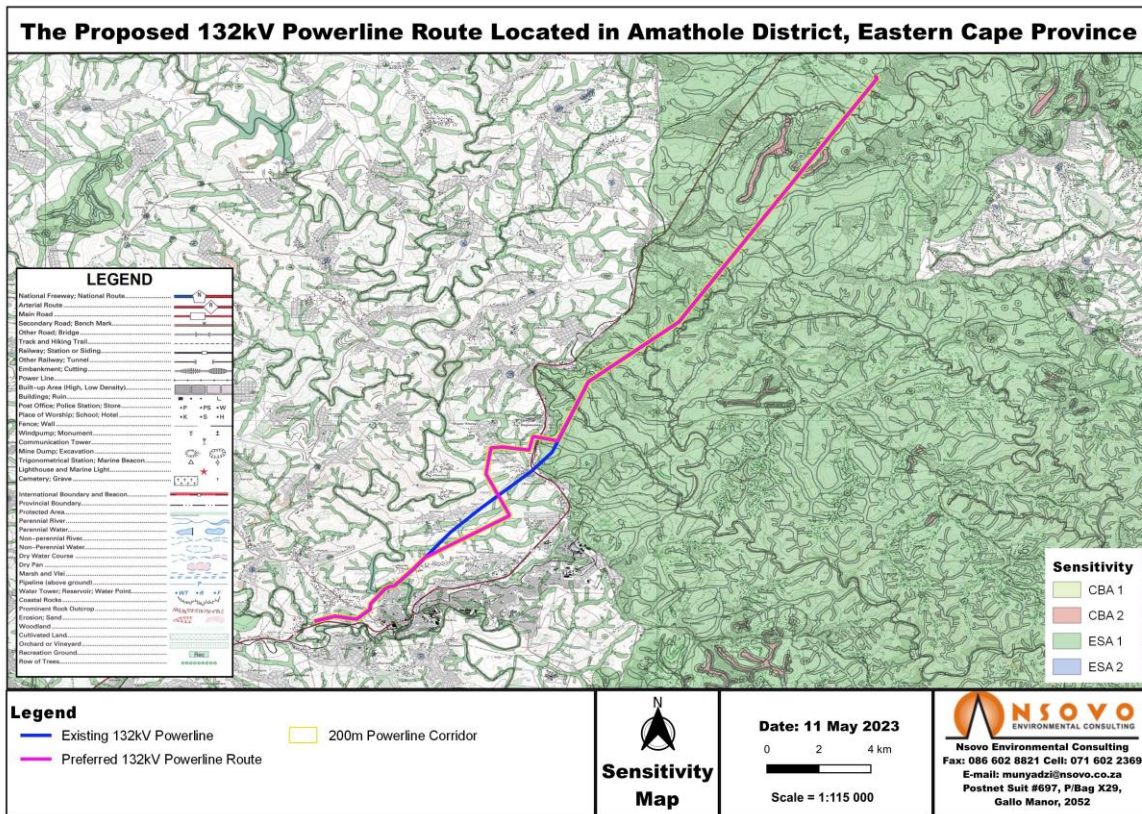 The Proposed 132kV Powerline Route Located in Amathole District, Eastern Cape Province
LEGEND
National Freeway; National Route
N
Arterial Route
R
Main Road
Secondary Road; Bench Mark
Other Road; Bridge
Track and Hiking Trail
Railway; Station or Siding
Other Railway; Tunnel
Embankment; Cutting
Power Line
Built-up Area (High, Low Density)
Buildings; Ruin
Post Office; Police Station; Store
•P •PS •W
Place of Worship; School; Hotel
•K •S •H
Fence; Wall
Windpump; Monument
Communication Tower
Mine Dump; Excavation
Trigonometrical Station; Marine Beacon
Lighthouse and Marine Light
Cemetery; Grave
International Boundary and Beacon
Provincial Boundary
Protected Area
Perennial River
Perennial Water
Non-perennial River
Non-perennial Water
Dry Water Course
Dry Pan
Marsh and Vlei
Pipeline (above ground)
Water Tower; Reservoir; Water Point
•WT •R •F
Coastal Rocks
Prominent Rock Outcrop
Erosion; Sand
Woodland
Cultivated Land
Orchard or Vineyard
Recreation Ground
Rec
Row of Trees
Sensitivity
CBA 1
CBA 2
ESA 1
ESA 2
Legend
Existing 132kV Powerline
200m Powerline Corridor
Preferred 132kV Powerline Route
N
Sensitivity
Map
Date: 11 May 2023
0 2 4 km
Scale = 1:115 000
NSOVO
ENVIRONMENTAL CONSULTING
Nsovo Environmental Consulting
Fax: 086 602 8821 Cell: 071 602 2369
E-mail: munyadzi@nsovo.co.za
Postnet Suit #697, P/Bag X29,
Gallo Manor, 2052